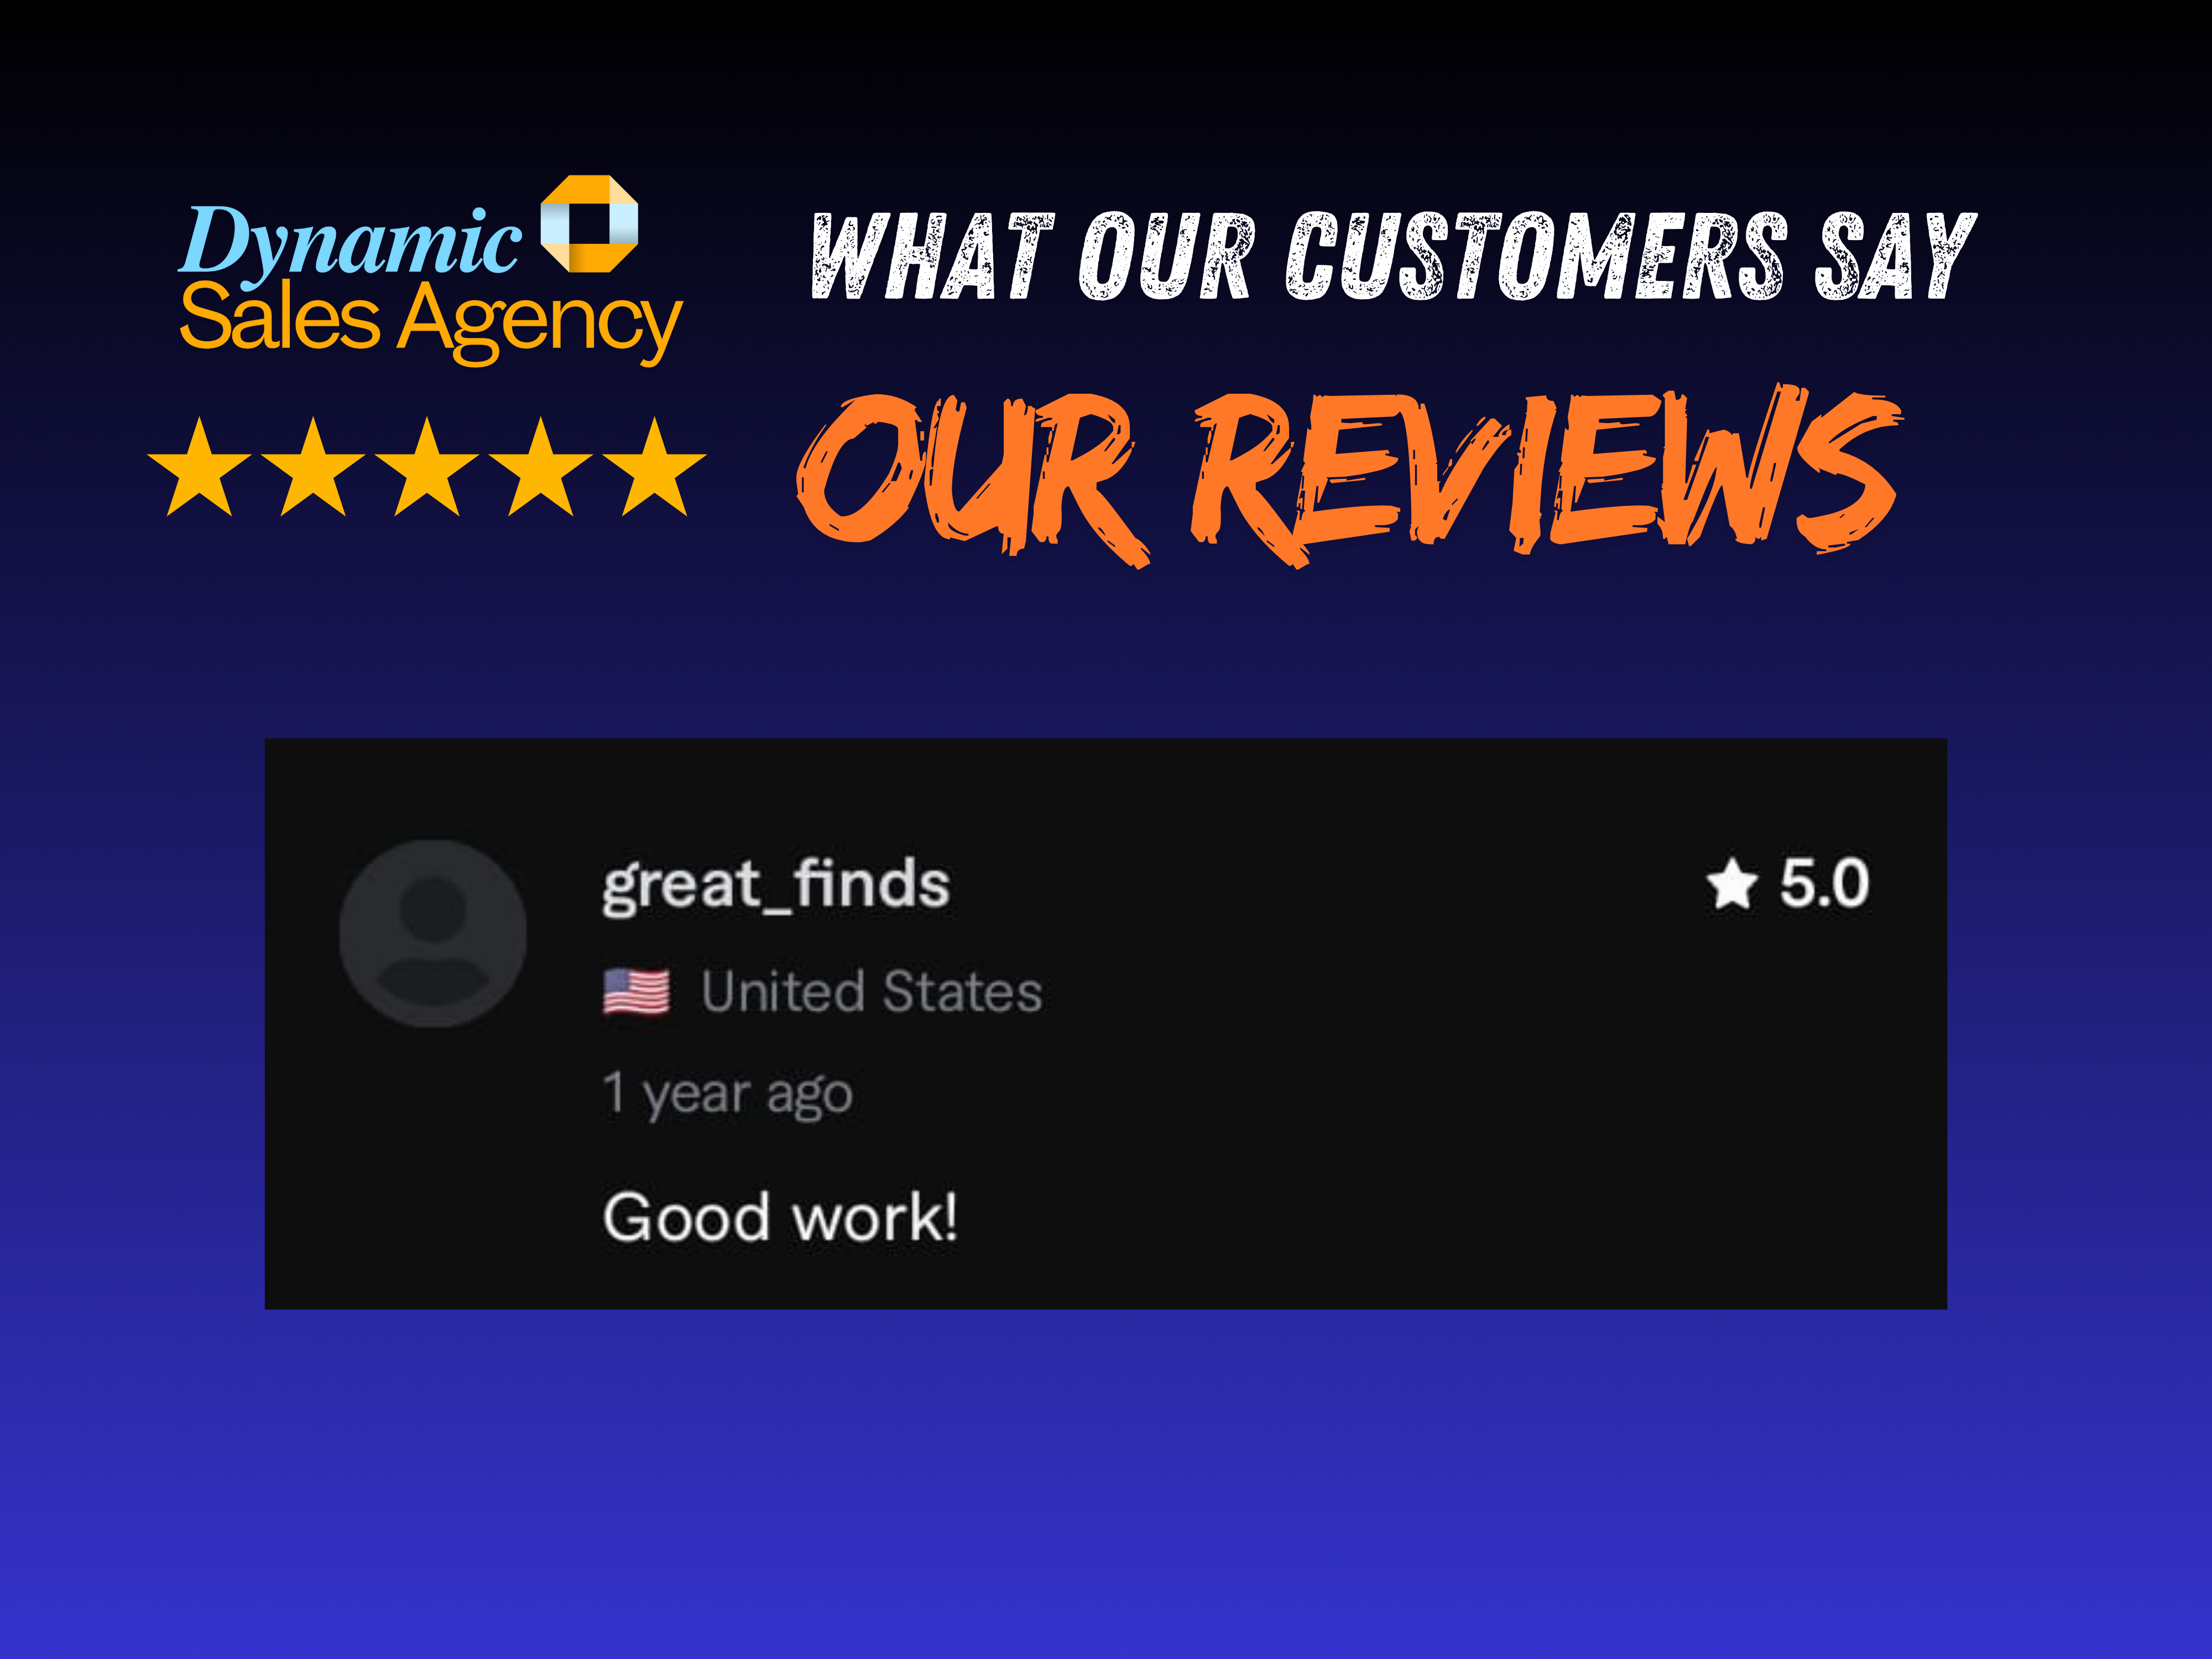 Dynamic
Sales Agency
WHAT OUR CUSTOMERS SAY
OUR REVIEWS
great_finds
5.0
United States
1 year ago
Good work!